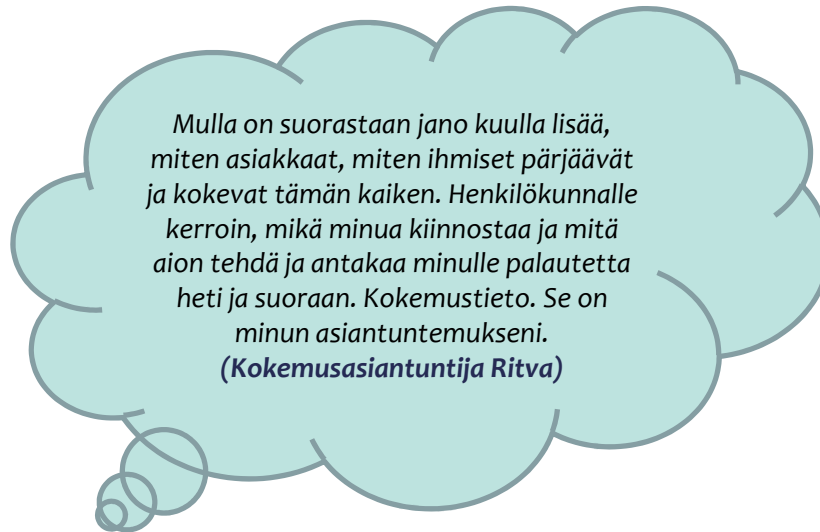 Mulla on suorastaan jano kuulla lisää,
miten asiakkaat, miten ihmiset pärjäävät
ja kokevat tämän kaiken. Henkilökunnalle
kerroin, mikä minua kiinnostaa ja mitä
aion tehdä ja antakaa minulle palautetta
heti ja suoraan. Kokemustieto. Se on
minun asiantuntemukseni.
(Kokemusasiantuntija Ritva)